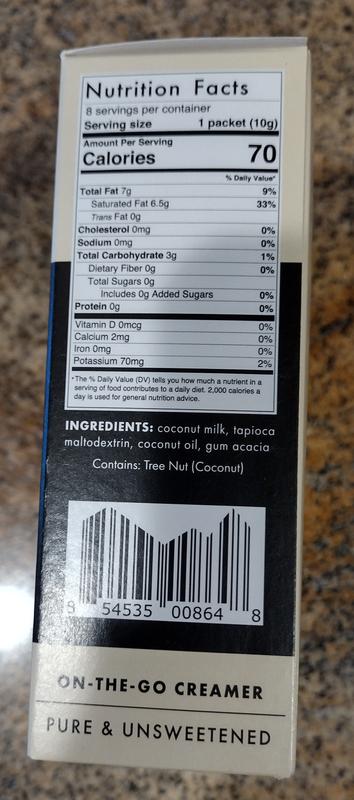 Nutrition Facts
8 servings per container
Serving size 1 packet (10g)
Amount Per Serving
Calories 70
% Daily Value*
Total Fat 7g 9%
Saturated Fat 6.5g 33%
Trans Fat 0g
Cholesterol 0mg 0%
Sodium 0mg 0%
Total Carbohydrate 3g 1%
Dietary Fiber 0g 0%
Total Sugars 0g
Includes 0g Added Sugars 0%
Protein 0g 0%
Vitamin D 0mcg 0%
Calcium 2mg 0%
Iron 0mg 0%
Potassium 70mg 2%
*The % Daily Value (DV) tells you how much a nutrient in a
serving of food contributes to a daily diet. 2,000 calories a
day is used for general nutrition advice.
INGREDIENTS: coconut milk, tapioca
maltodextrin, coconut oil, gum acacia
Contains: Tree Nut (Coconut)
8 54535 00864 8
ON-THE-GO CREAMER
PURE & UNSWEETENED